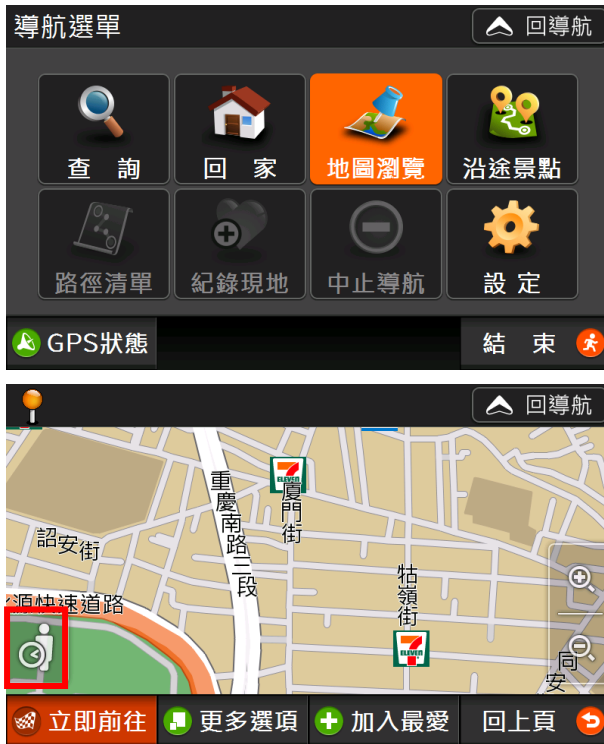 導航選單
回導航
查 詢
回 家
地圖瀏覽
沿途景點
路徑清單
紀錄現地
中止導航
設 定
GPS狀態
結 束
回導航
重慶南路三段
廈門街
詔安街
牯嶺街
源快速道路
同安
ELEVEN
ELEVEN
立即前往
更多選項
加入最愛
回上頁